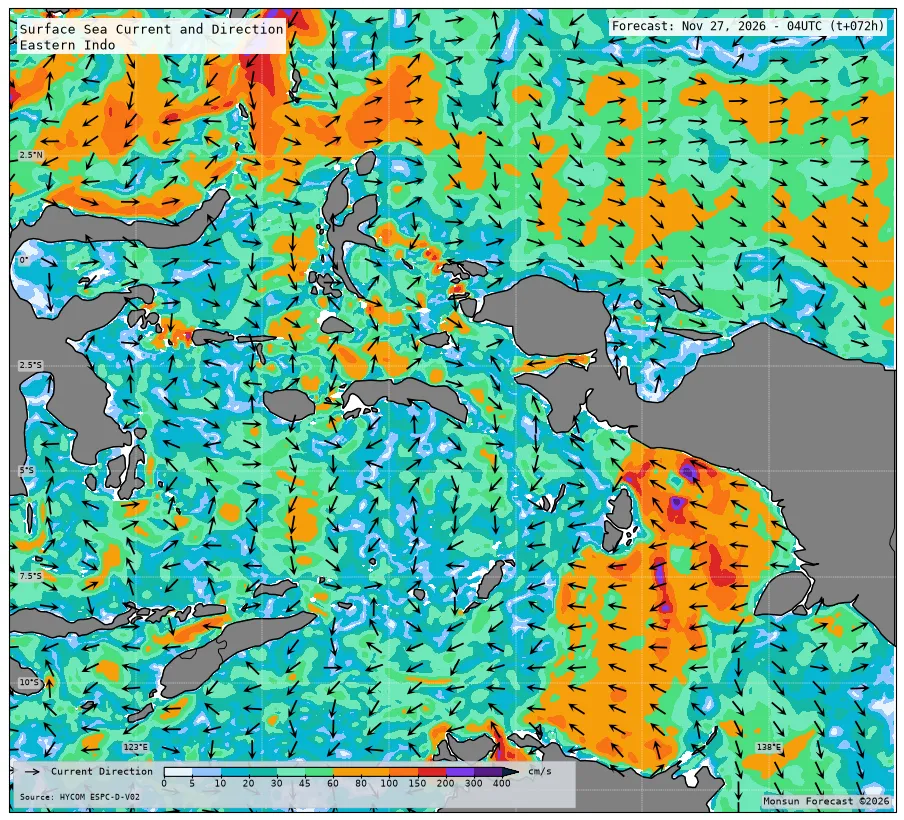 Surface Sea Current and Direction
Eastern Indo
Forecast: Nov 27, 2026 - 04UTC (t+072h)
2.5°N
0°
2.5°S
5°S
7.5°S
10°S
123°E
138°E
Current Direction
0 5 10 20 30 45 60 80 100 150 200 300 400
cm/s
Source: HYCOM ESPC-D-V02
Monsun Forecast ©2026